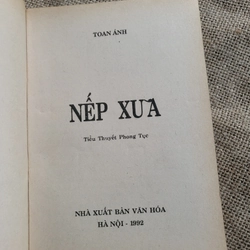 TOAN ÁNH
NẾP XƯA
Tiểu Thuyết Phong Tục
NHÀ XUẤT BẢN VĂN HÓA
HÀ NỘI - 1992